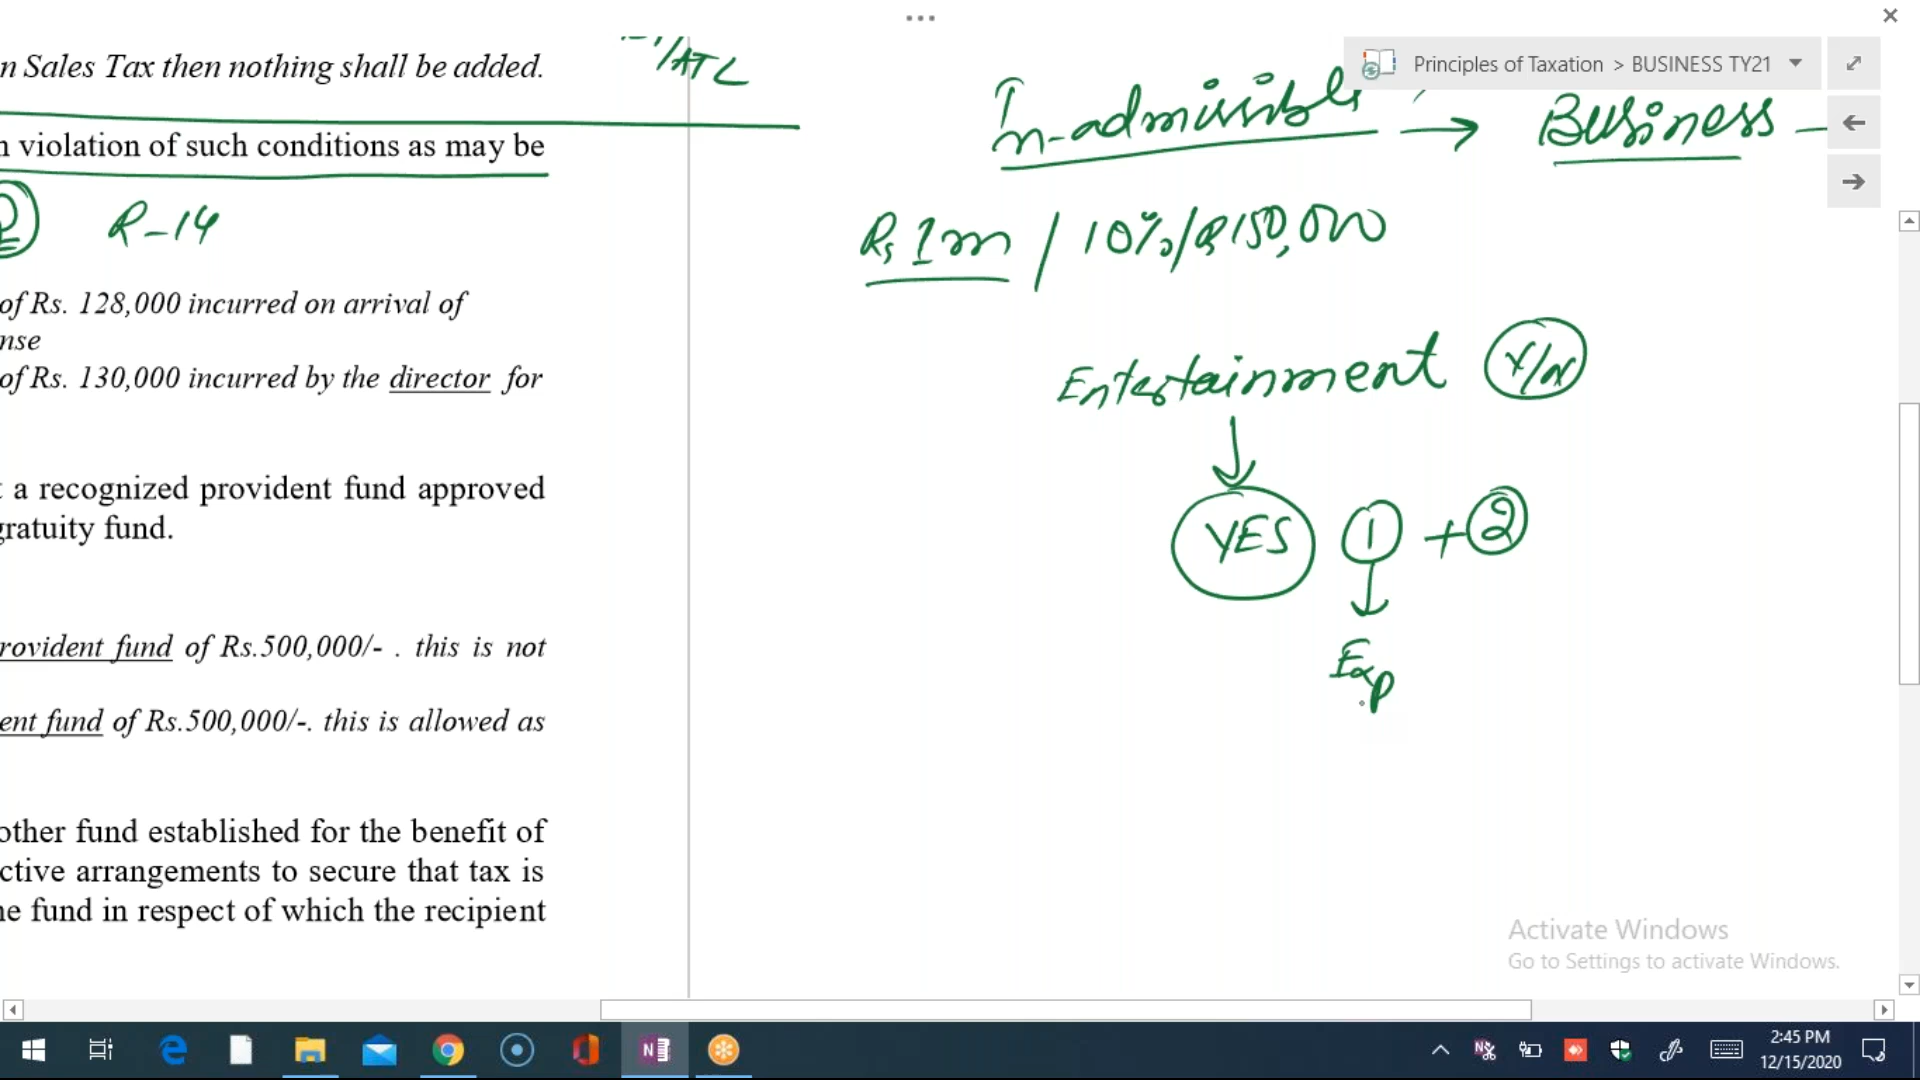 n Sales Tax then nothing shall be added.
/ATL
n violation of such conditions as may be
R-14
of Rs. 128,000 incurred on arrival of
nse
of Rs. 130,000 incurred by the director for
t a recognized provident fund approved
gratuity fund.
rovident fund of Rs.500,000/- . this is not
ent fund of Rs.500,000/-. this is allowed as
other fund established for the benefit of
ctive arrangements to secure that tax is
ne fund in respect of which the recipient
Principles of Taxation > BUSINESS TY21
In-admissible → Business
Rs 1m / 10%/Rs150,000
Entertainment Y/N
YES 1 + 2
Exp
Activate Windows
Go to Settings to activate Windows.
2:45 PM
12/15/2020